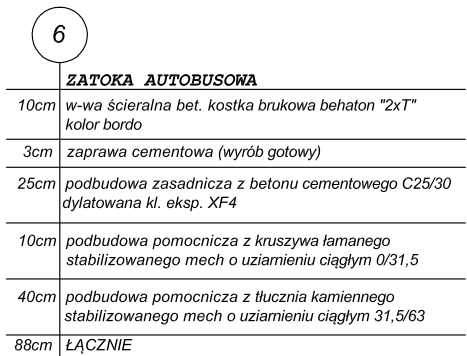 6
ZATOKA AUTOBUSOWA
10cm w-wa ścieralna bet. kostka brukowa behaton "2xT"
kolor bordo
3cm zaprawa cementowa (wyrób gotowy)
25cm podbudowa zasadnicza z betonu cementowego C25/30
dylatowana kl. eksp. XF4
10cm podbudowa pomocnicza z kruszywa łamanego
stabilizowanego mech o uziarnieniu ciągłym 0/31,5
40cm podbudowa pomocnicza z tłucznia kamiennego
stabilizowanego mech o uziarnieniu ciągłym 31,5/63
88cm ŁĄCZNIE